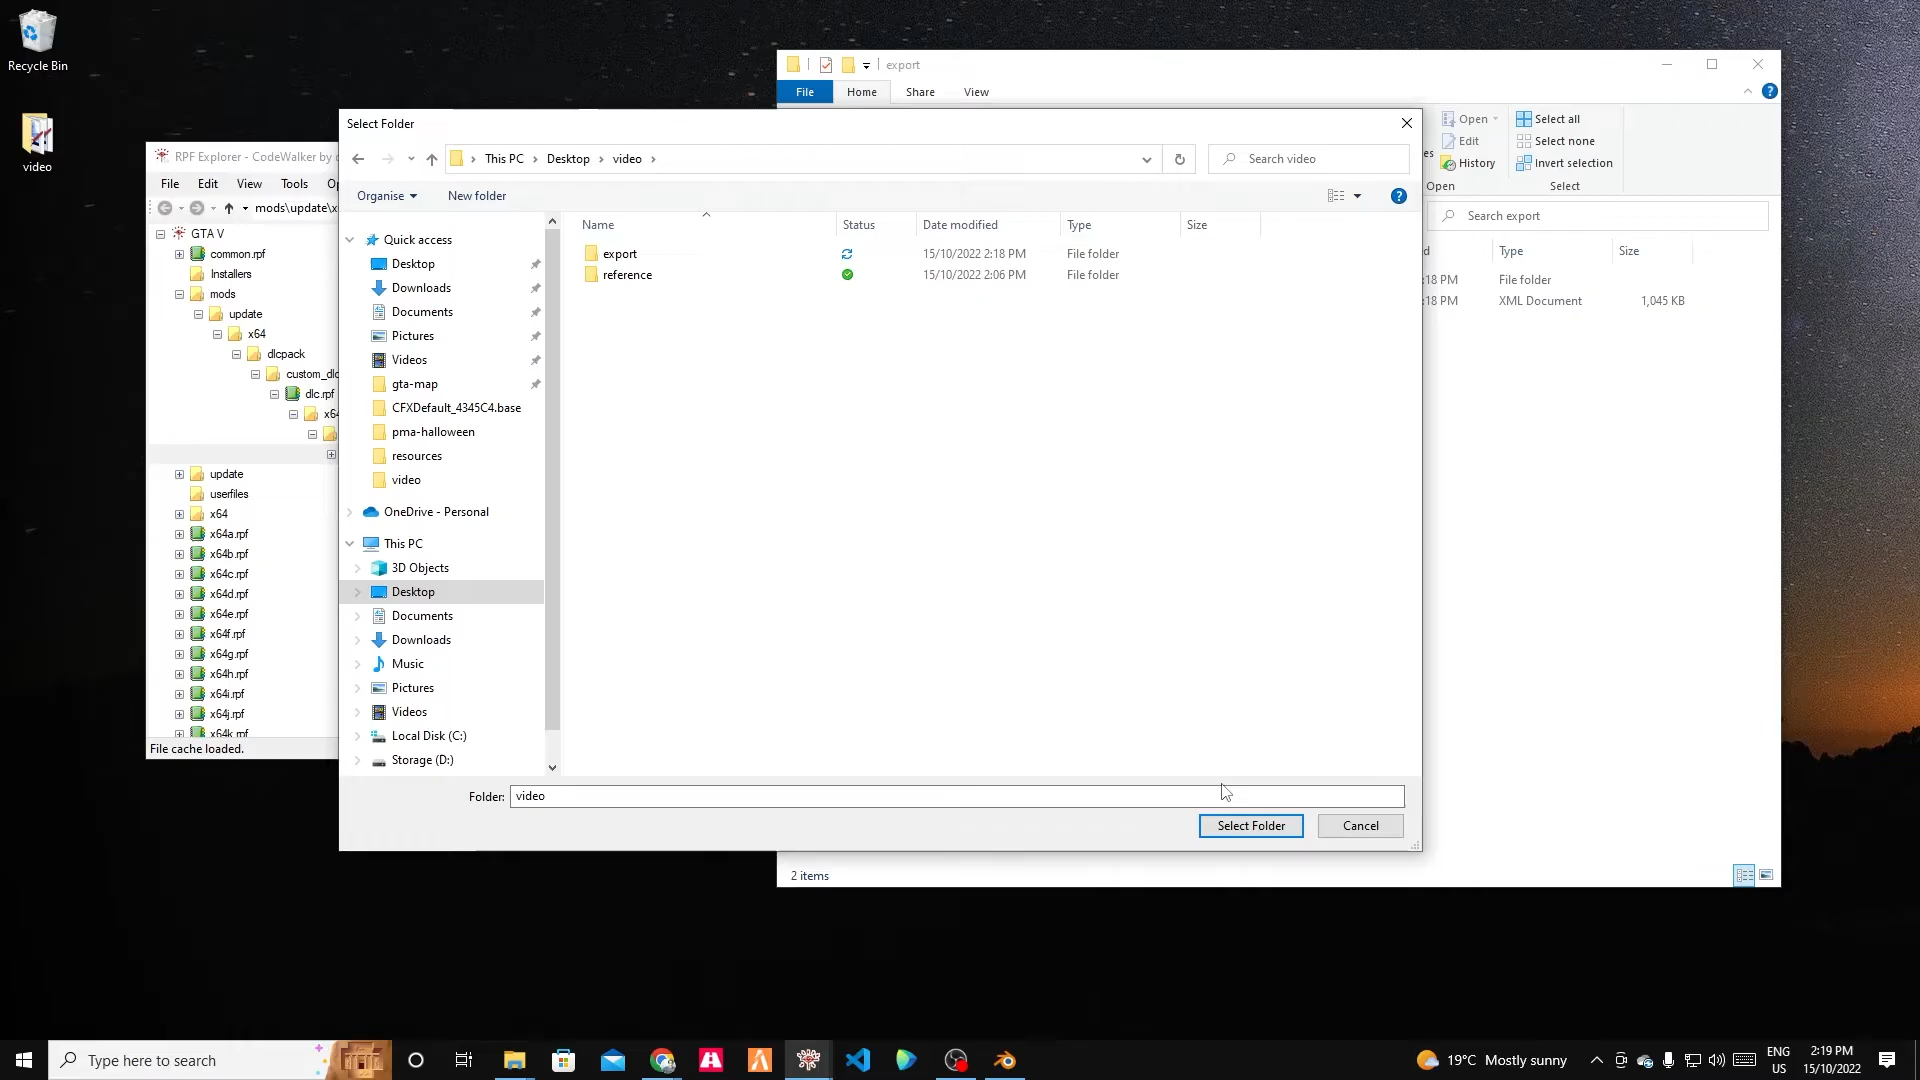 Recycle Bin
video
export
File
Home
Share
View
Open
Edit
History
Select all
Select none
Invert selection
Open
Select
Search export
Type
Size
:18 PM
File folder
:18 PM
XML Document
1,045 KB
2 items
RPF Explorer - CodeWalker by
File
Edit
View
Tools
mods\update\x
GTA V
common.rpf
Installers
mods
update
x64
dlcpack
custom_dlc
dlc.rpf
x64
update
userfiles
x64
x64a.rpf
x64b.rpf
x64c.rpf
x64d.rpf
x64e.rpf
x64f.rpf
x64g.rpf
x64h.rpf
x64i.rpf
x64j.rpf
x64k.rpf
File cache loaded.
Select Folder
This PC > Desktop > video >
Search video
Organise
New folder
Name
Status
Date modified
Type
Size
export
15/10/2022 2:18 PM
File folder
reference
15/10/2022 2:06 PM
File folder
Quick access
Desktop
Downloads
Documents
Pictures
Videos
gta-map
CFXDefault_4345C4.base
pma-halloween
resources
video
OneDrive - Personal
This PC
3D Objects
Desktop
Documents
Downloads
Music
Pictures
Videos
Local Disk (C:)
Storage (D:)
Folder:
video
Select Folder
Cancel
Type here to search
19°C Mostly sunny
ENG
US
2:19 PM
15/10/2022